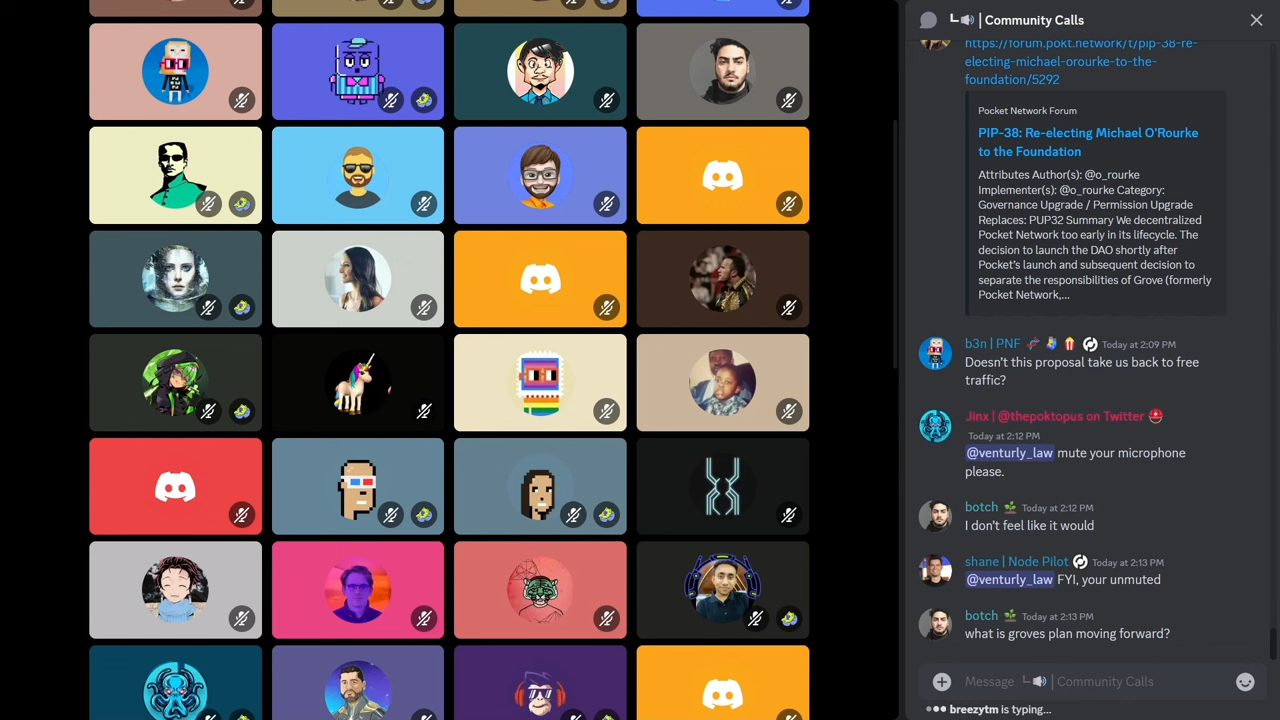 ┗🔊 | Community Calls
https://forum.pokt.network/t/pip-38-re-
electing-michael-orourke-to-the-
foundation/5292
Pocket Network Forum
PIP-38: Re-electing Michael O'Rourke
to the Foundation
Attributes Author(s): @o_rourke
Implementer(s): @o_rourke Category:
Governance Upgrade / Permission Upgrade
Replaces: PUP32 Summary We decentralized
Pocket Network too early in its lifecycle. The
decision to launch the DAO shortly after
Pocket's launch and subsequent decision to
separate the responsibilities of Grove (formerly
Pocket Network,...
b3n | PNF Today at 2:09 PM
Doesn't this proposal take us back to free
traffic?
Jinx | @thepoktopus on Twitter
Today at 2:12 PM
@venturly_law mute your microphone
please.
botch 🌱 Today at 2:12 PM
I don't feel like it would
shane | Node Pilot Today at 2:13 PM
@venturly_law FYI, your unmuted
botch 🌱 Today at 2:13 PM
what is groves plan moving forward?
Message ┗🔊 | Community Calls
breezytm is typing...